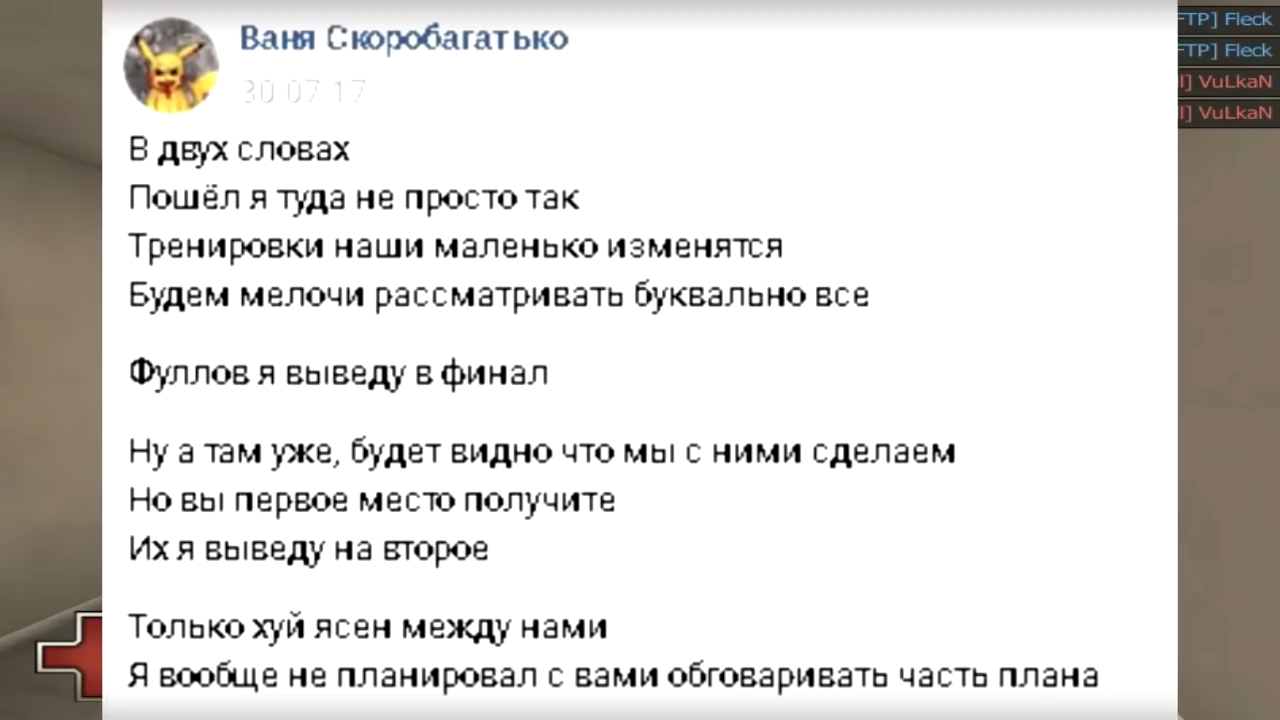 Ваня Скоробагатько
30 07 17
В двух словах
Пошёл я туда не просто так
Тренировки наши маленько изменятся
Будем мелочи рассматривать буквально все
Фуллов я выведу в финал
Ну а там уже, будет видно что мы с ними сделаем
Но вы первое место получите
Их я выведу на второе
Только хуй ясен между нами
Я вообще не планировал с вами обговаривать часть плана
FTP] Fleck
FTP] Fleck
ll] VuLkaN
ll] VuLkaN